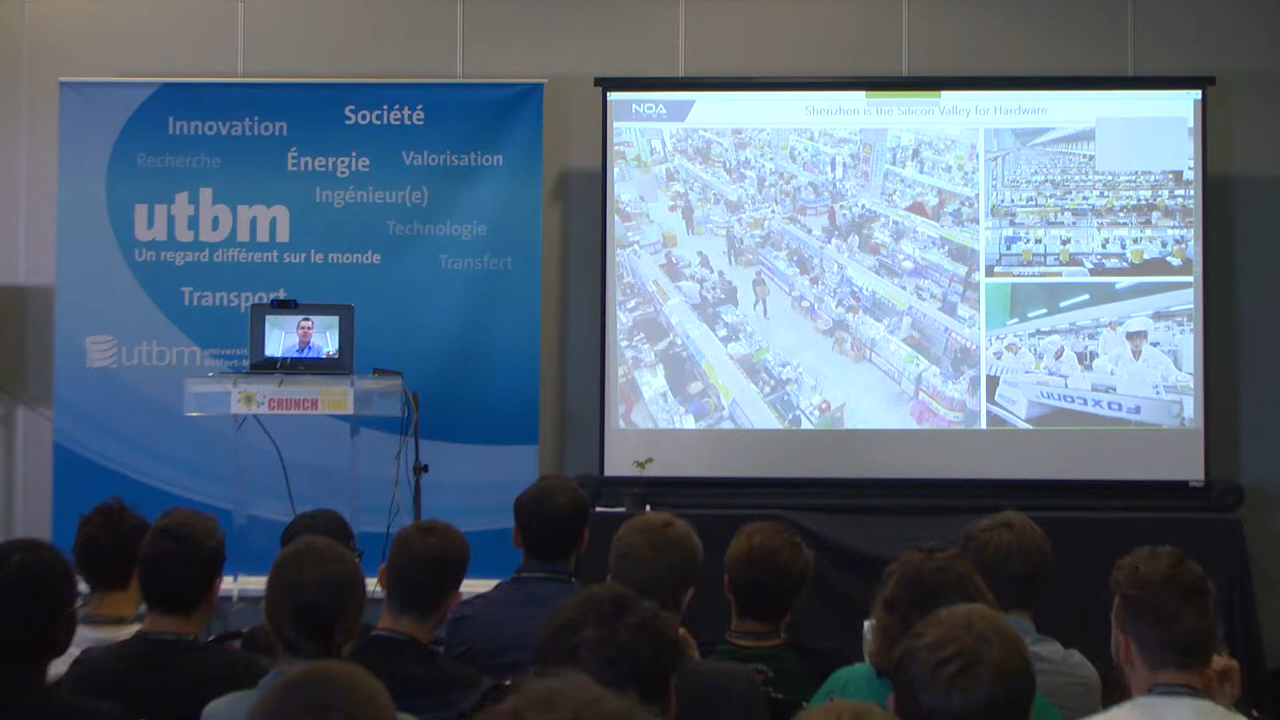 Innovation
Société
Recherche
Énergie
Valorisation
Ingénieur(e)
utbm
Technologie
Un regard différent sur le monde
Transfert
Transport
utbm
CRUNCH
NOA
Shenzhen is the Silicon Valley for Hardware
FOXCONN